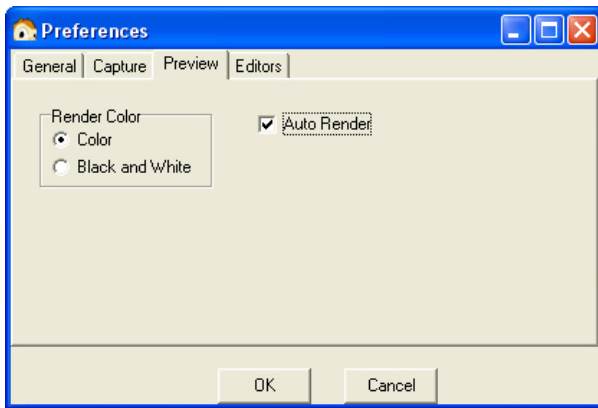 Preferences
General Capture Preview Editors
Render Color
Color
Black and White
Auto Render
OK Cancel